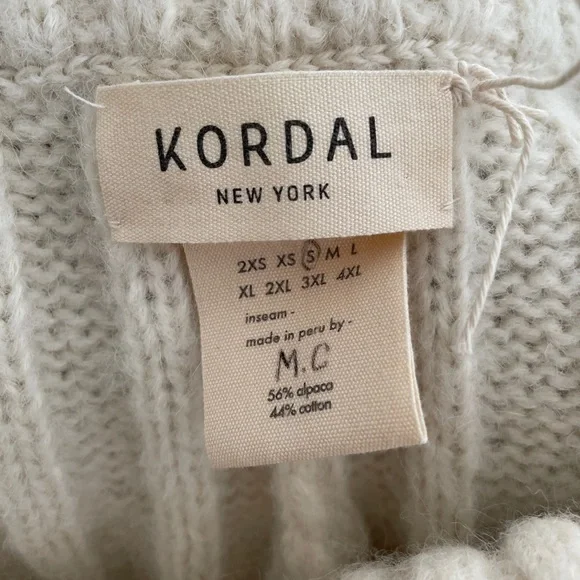 KORDAL
NEW YORK
2XS XS S M L
XL 2XL 3XL 4XL
inseam -
made in peru by -
M.C
56% alpaca
44% cotton